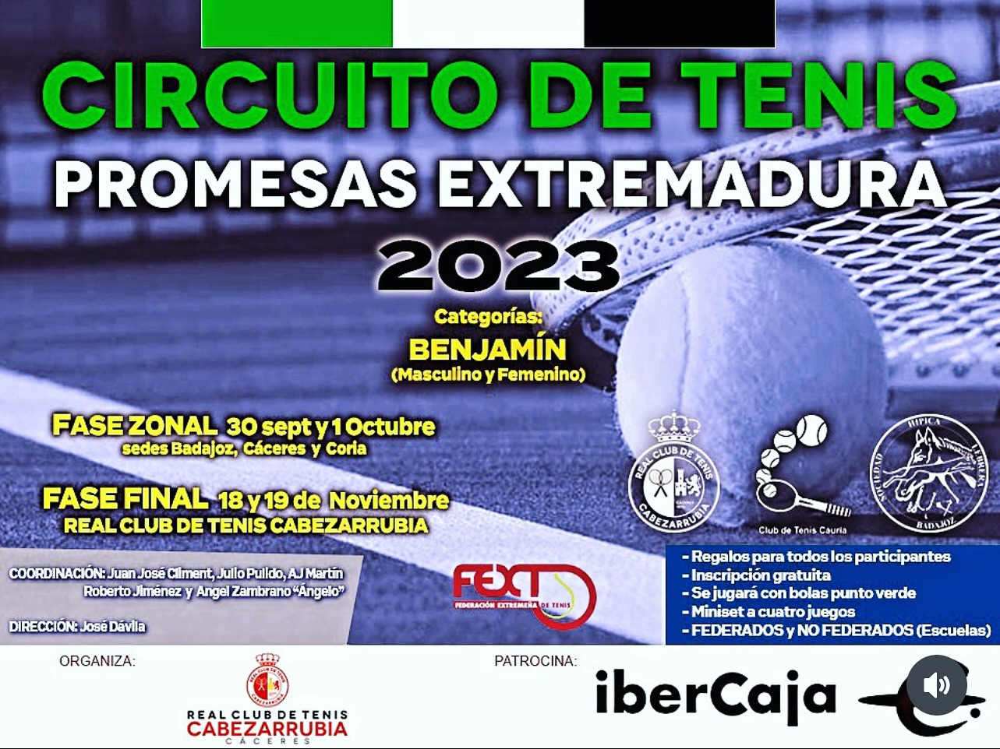 CIRCUITO DE TENIS
PROMESAS EXTREMADURA
2023
Categorías:
BENJAMÍN
(Masculino y Femenino)
FASE ZONAL 30 sept y 1 Octubre
sedes Badajoz, Cáceres y Coria
FASE FINAL 18 y 19 de Noviembre
REAL CLUB DE TENIS CABEZARRUBIA
REAL CLUB DE TENIS
CABEZARRUBIA
Club de Tenis Cauria
SOCIEDAD HIPICA LEBRERA
BADAJOZ
COORDINACIÓN: Juan José Climent, Julio Pulido, AJ Martín
Roberto Jiménez y Angel Zambrano “Ángelo”
DIRECCIÓN: José Dávila
FEXT
FEDERACIÓN EXTREMEÑA DE TENIS
- Regalos para todos los participantes
- Inscripción gratuita
- Se jugará con bolas punto verde
- Miniset a cuatro juegos
- FEDERADOS y NO FEDERADOS (Escuelas)
ORGANIZA:
REAL CLUB DE TENIS
CABEZARRUBIA
CÁCERES
PATROCINA:
iberCaja